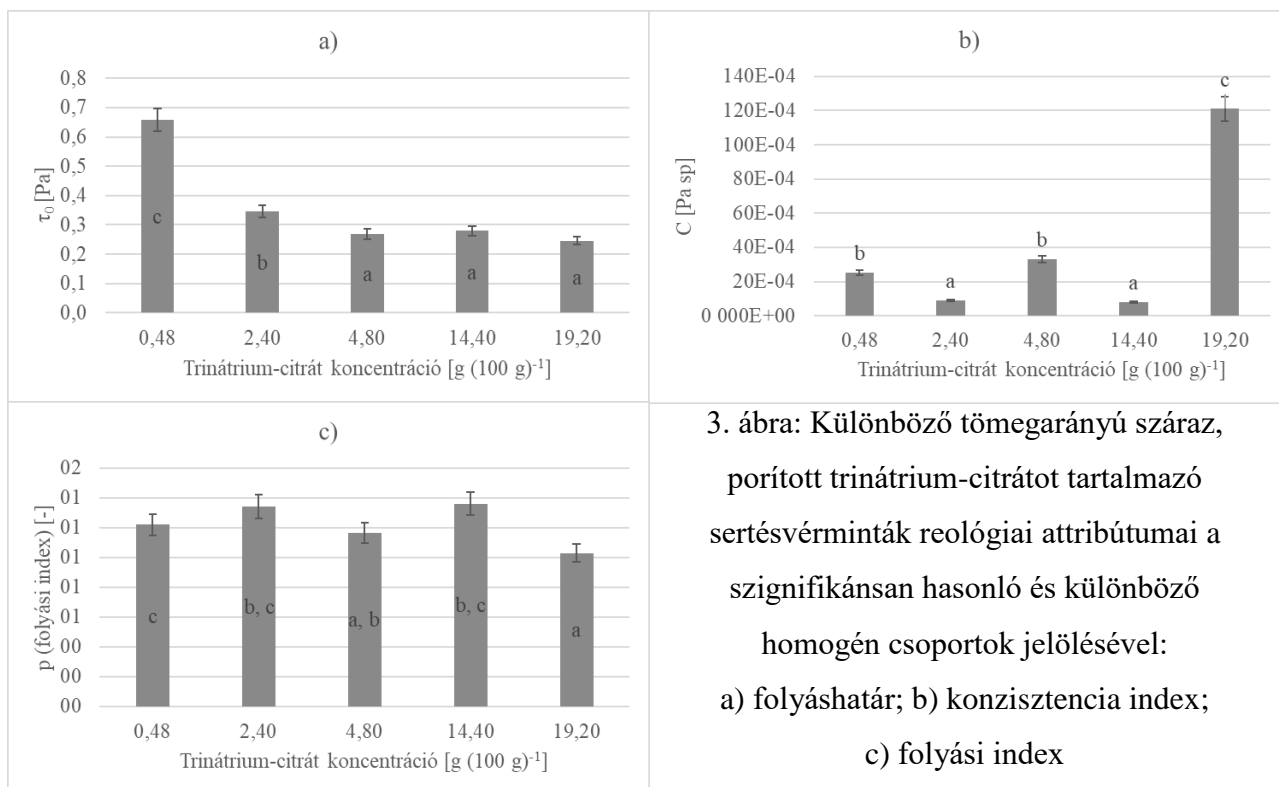 a)
0,8
0,7
0,6
0,5
0,4
0,3
0,2
0,1
0,0
τ0 [Pa]
c
b
a
a
a
0,48 2,40 4,80 14,40 19,20
Trinátrium-citrát koncentráció [g (100 g)-1]
b)
140E-04
120E-04
100E-04
80E-04
60E-04
40E-04
20E-04
0 000E+00
C [Pa sp]
b
a
b
a
c
0,48 2,40 4,80 14,40 19,20
Trinátrium-citrát koncentráció [g (100 g)-1]
c)
02
01
01
01
01
01
00
00
00
p (folyási index) [-]
c
b, c
a, b
b, c
a
0,48 2,40 4,80 14,40 19,20
Trinátrium-citrát koncentráció [g (100 g)-1]
3. ábra: Különböző tömegarányú száraz,
porított trinátrium-citrátot tartalmazó
sertésvérminták reológiai attribútumai a
szignifikánsan hasonló és különböző
homogén csoportok jelölésével:
a) folyáshatár; b) konzisztencia index;
c) folyási index